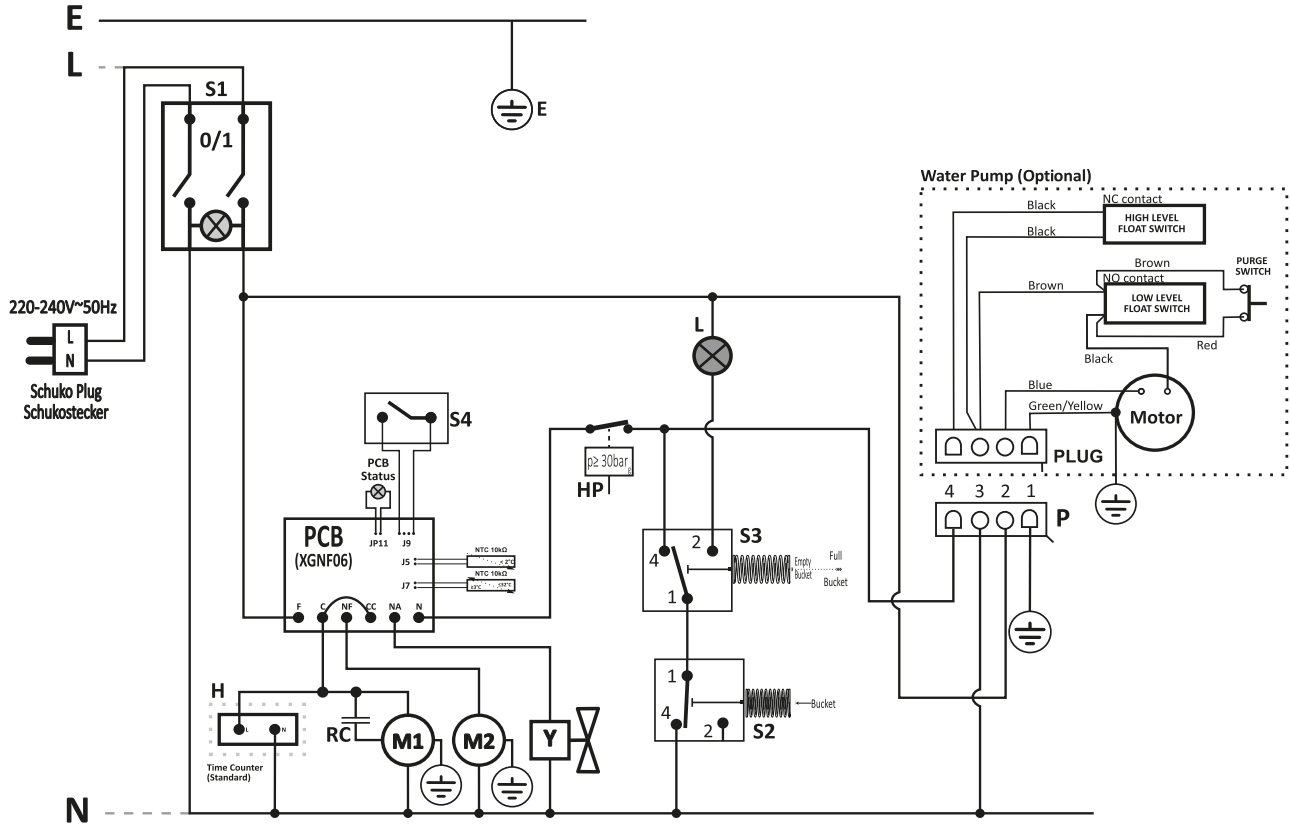 E
L
S1
0/1
E
Water Pump (Optional)
NC contact
Black
HIGH LEVEL
FLOAT SWITCH
Black
Brown
PURGE
SWITCH
NO contact
Brown
LOW LEVEL
FLOAT SWITCH
Red
Black
Blue
Green/Yellow
Motor
PLUG
4 3 2 1
P
220-240V~50Hz
L
N
Schuko Plug
Schukostecker
L
S4
PCB
Status
p≥ 30bar
HP
PCB
(XGNF06)
JP11
J9
J5
NTC 10kΩ
J7
NTC 10kΩ
F C NF CC NA N
S3
4
2
1
Empty
Bucket
Full
Bucket
1
4
2
S2
Bucket
H
L
N
Time Counter
(Standard)
RC
M1
M2
Y
N